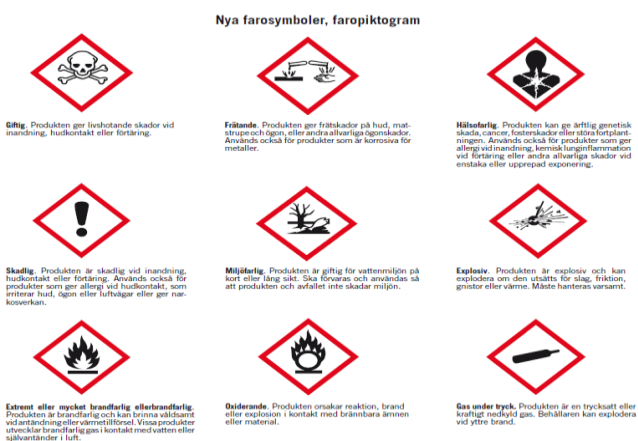 Nya farosymboler, faropiktogram
Giftig. Produkten ger livshotande skador vid
inandning, hudkontakt eller förtäring.
Frätande. Produkten ger frätskador på hud, mat-
strupe och ögon, eller andra allvarliga ögonskador.
Används också för produkter som är korrosiva för
metaller.
Hälsofarlig. Produkten kan ge ärftlig genetisk
skada, cancer, fosterskador eller störa fortplant-
ningen. Används också för produkter som ger
allergi vid inandning, kemisk lunginflammation
vid förtäring eller andra allvarliga skador vid
enstaka eller upprepad exponering.
Skadlig. Produkten är skadlig vid inandning,
hudkontakt eller förtäring. Används också för
produkter som ger allergi vid hudkontakt, som
irriterar hud, ögon eller luftvägar eller ger nar-
kosverkan.
Miljöfarlig. Produkten är giftig för vattenmiljön på
kort eller lång sikt. Ska förvaras och användas så
att produkten och avfallet inte skadar miljön.
Explosiv. Produkten är explosiv och kan
explodera om den utsätts för slag, friktion,
gnistor eller värme. Måste hanteras varsamt.
Extremt eller mycket brandfarlig ellerbrandfarlig.
Produkten är brandfarlig och kan brinna våldsamt
vid antändning eller värmetillförsel. Vissa produkter
utvecklar brandfarlig gas i kontakt med vatten eller
självantänder i luft.
Oxiderande. Produkten orsakar reaktion, brand
eller explosion i kontakt med brännbara ämnen
eller material.
Gas under tryck. Produkten är en trycksatt eller
kraftigt nedkyld gas. Behållaren kan explodera
vid yttre brand.